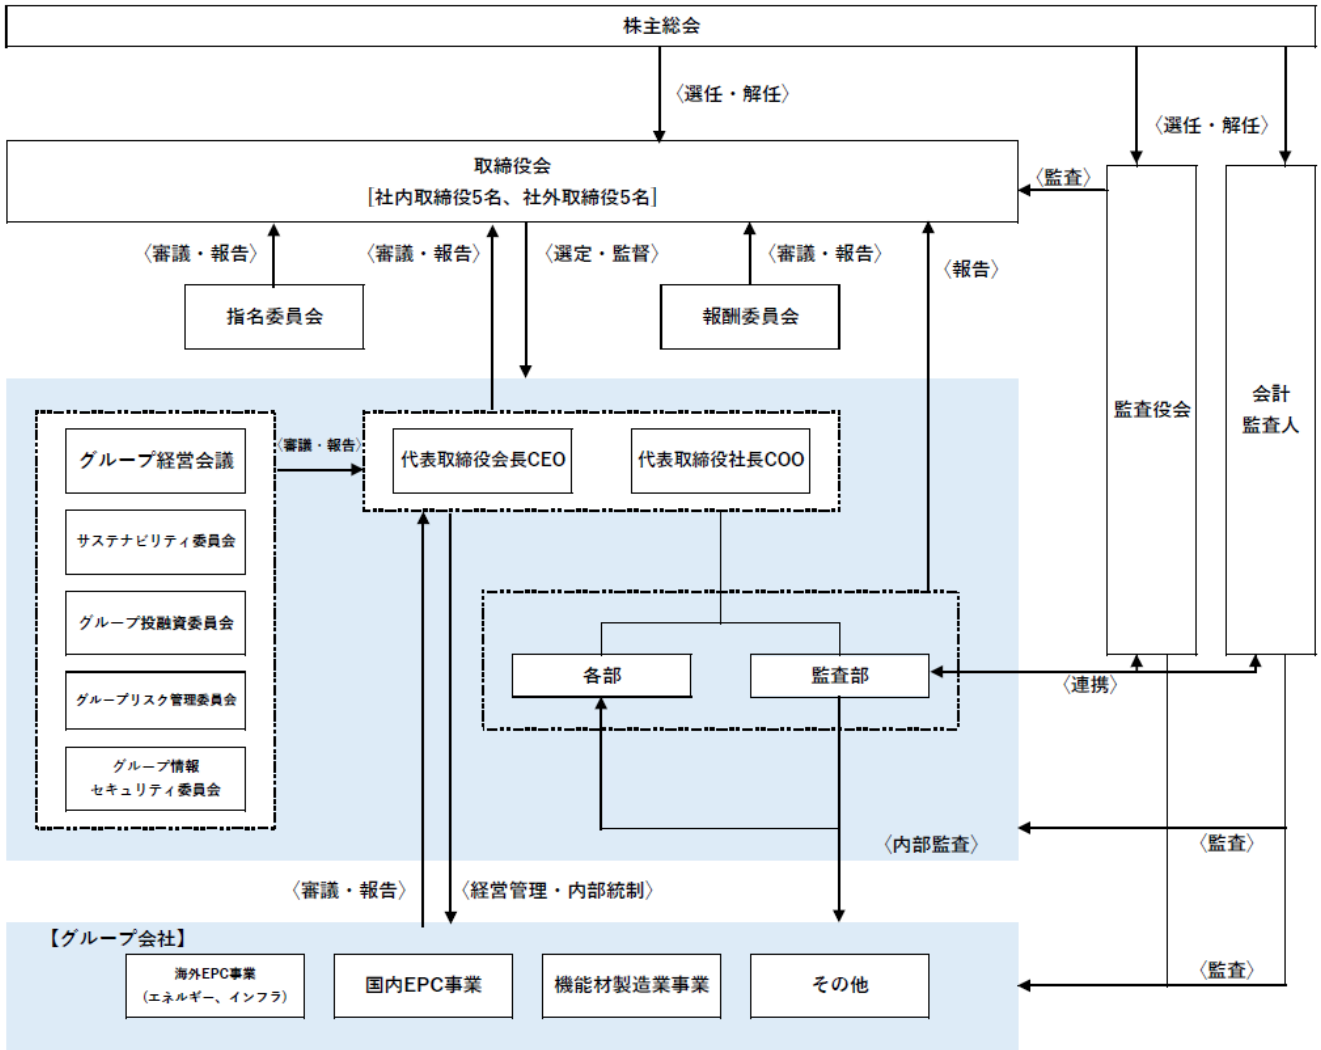 株主総会
〈選任・解任〉
〈選任・解任〉
取締役会
[社内取締役5名、社外取締役5名]
〈監査〉
〈審議・報告〉
〈審議・報告〉
〈選定・監督〉
〈審議・報告〉
〈報告〉
指名委員会
報酬委員会
監査役会
会計
監査人
グループ経営会議
〈審議・報告〉
代表取締役会長CEO
代表取締役社長COO
サステナビリティ委員会
グループ投融資委員会
グループリスク管理委員会
グループ情報
セキュリティ委員会
各部
監査部
〈連携〉
〈内部監査〉
〈監査〉
〈審議・報告〉
〈経営管理・内部統制〉
【グループ会社】
海外EPC事業
（エネルギー、インフラ）
国内EPC事業
機能材製造業事業
その他
〈監査〉